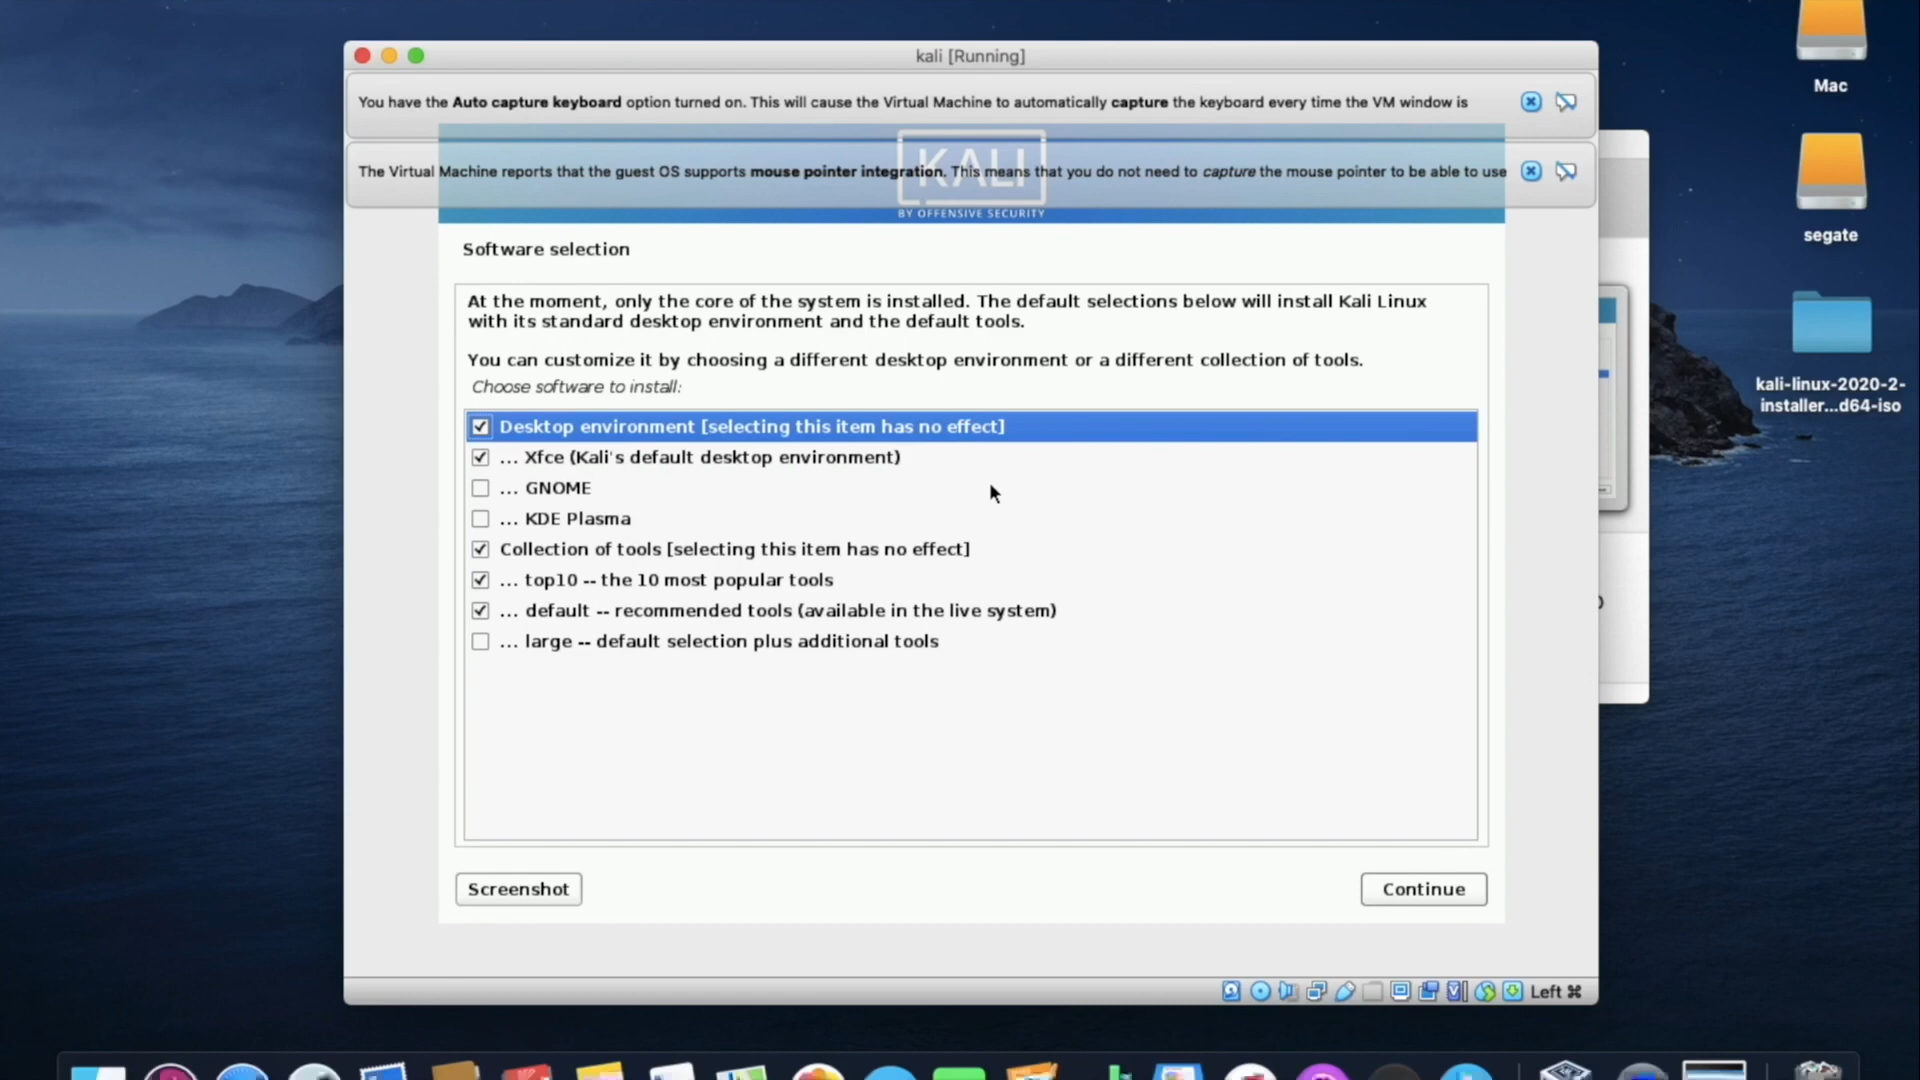 kali [Running]
You have the Auto capture keyboard option turned on. This will cause the Virtual Machine to automatically capture the keyboard every time the VM window is
The Virtual Machine reports that the guest OS supports mouse pointer integration. This means that you do not need to capture the mouse pointer to be able to use
KALI
BY OFFENSIVE SECURITY
Software selection
At the moment, only the core of the system is installed. The default selections below will install Kali Linux
with its standard desktop environment and the default tools.
You can customize it by choosing a different desktop environment or a different collection of tools.
Choose software to install:
Desktop environment [selecting this item has no effect]
... Xfce (Kali's default desktop environment)
... GNOME
... KDE Plasma
Collection of tools [selecting this item has no effect]
... top10 -- the 10 most popular tools
... default -- recommended tools (available in the live system)
... large -- default selection plus additional tools
Screenshot
Continue
Left ⌘
Mac
segate
kali-linux-2020-2-
installer...d64-iso